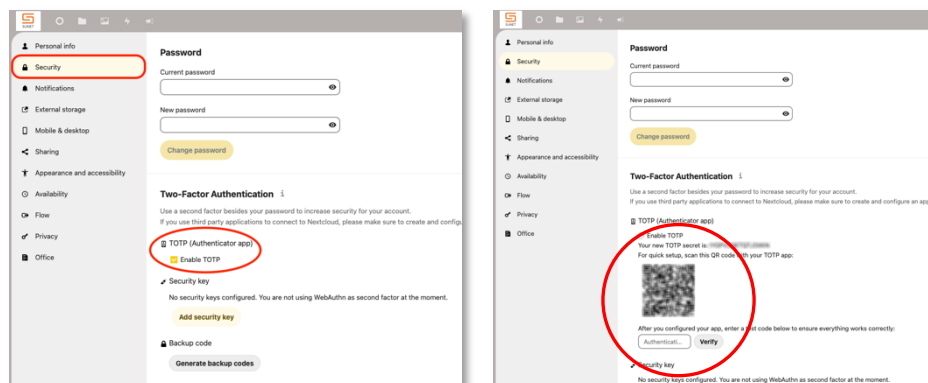 SUNET
Personal info
Security
Notifications
External storage
Mobile & desktop
Sharing
Appearance and accessibility
Availability
Flow
Privacy
Office
Password
Current password
New password
Change password
Two-Factor Authentication
Use a second factor besides your password to increase security for your account.
If you use third party applications to connect to Nextcloud, please make sure to create and configu
TOTP (Authenticator app)
Enable TOTP
Security key
No security keys configured. You are not using WebAuthn as second factor at the moment.
Add security key
Backup code
Generate backup codes
SUNET
Personal info
Security
Notifications
External storage
Mobile & desktop
Sharing
Appearance and accessibility
Availability
Flow
Privacy
Office
Password
Current password
New password
Change password
Two-Factor Authentication
Use a second factor besides your password to increase security for your account.
If you use third party applications to connect to Nextcloud, please make sure to create and configure an app
TOTP (Authenticator app)
Enable TOTP
Your new TOTP secret is:
For quick setup, scan this QR code with your TOTP app:
After you configured your app, enter a test code below to ensure everything works correctly:
Authenticati... Verify
Security key
No security keys configured. You are not using WebAuthn as second factor at the moment.